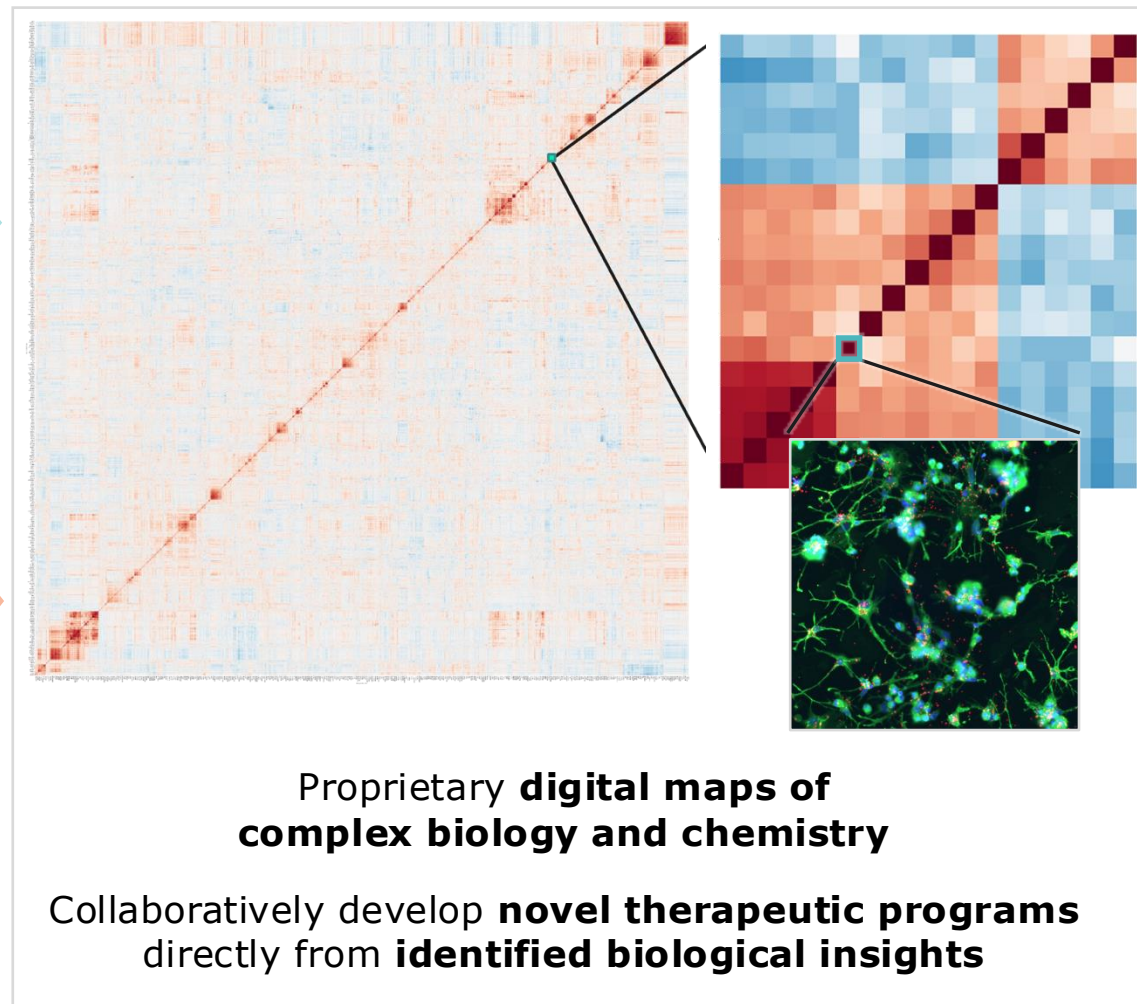 Proprietary digital maps of
complex biology and chemistry
Collaboratively develop novel therapeutic programs
directly from identified biological insights